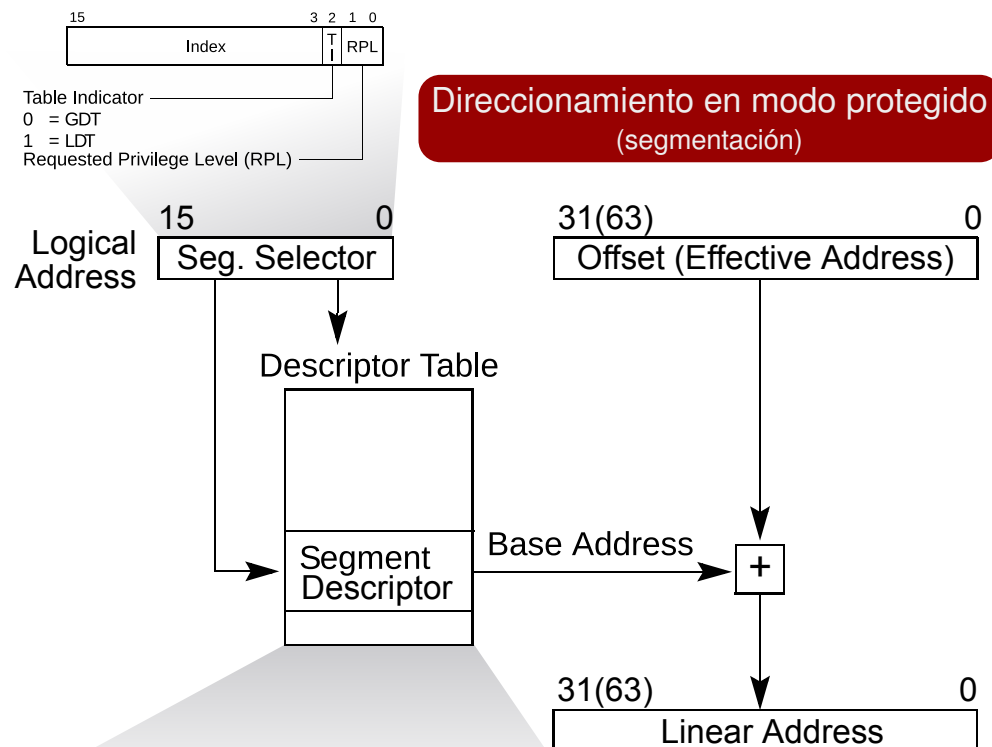 15 3 2 1 0
Index TI RPL
Table Indicator
0 = GDT
1 = LDT
Requested Privilege Level (RPL)
Direccionamiento en modo protegido
(segmentación)
15 0
31(63) 0
Logical
Address
Seg. Selector
Offset (Effective Address)
Descriptor Table
Segment
Descriptor
Base Address
+
31(63) 0
Linear Address